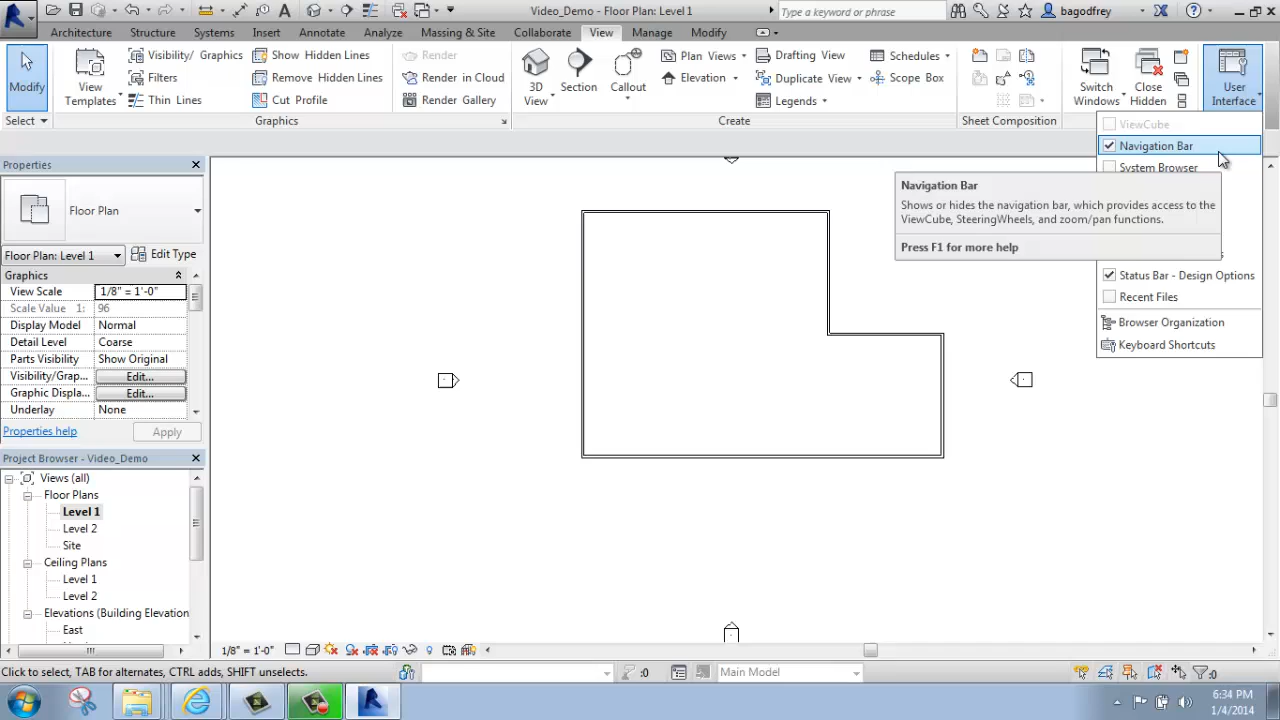 Video_Demo - Floor Plan: Level 1
Type a keyword or phrase
bagodfrey
Architecture Structure Systems Insert Annotate Analyze Massing & Site Collaborate View Manage Modify
Modify
Select
View
Templates
Visibility/ Graphics
Filters
Thin Lines
Show Hidden Lines
Remove Hidden Lines
Cut Profile
Render
Render in Cloud
Render Gallery
Graphics
3D
View
Section
Callout
Plan Views
Elevation
Drafting View
Duplicate View
Legends
Schedules
Scope Box
Create
Sheet Composition
Switch
Windows
Close
Hidden
User
Interface
ViewCube
Navigation Bar
System Browser
Status Bar - Design Options
Recent Files
Browser Organization
Keyboard Shortcuts
Navigation Bar
Shows or hides the navigation bar, which provides access to the
ViewCube, SteeringWheels, and zoom/pan functions.
Press F1 for more help
Properties
Floor Plan
Floor Plan: Level 1
Edit Type
Graphics
View Scale 1/8" = 1'-0"
Scale Value 1: 96
Display Model Normal
Detail Level Coarse
Parts Visibility Show Original
Visibility/Grap... Edit...
Graphic Displa... Edit...
Underlay None
Properties help
Apply
Project Browser - Video_Demo
Views (all)
Floor Plans
Level 1
Level 2
Site
Ceiling Plans
Level 1
Level 2
Elevations (Building Elevation
East
1/8" = 1'-0"
Click to select, TAB for alternates, CTRL adds, SHIFT unselects.
:0
Main Model
:0
6:34 PM
1/4/2014